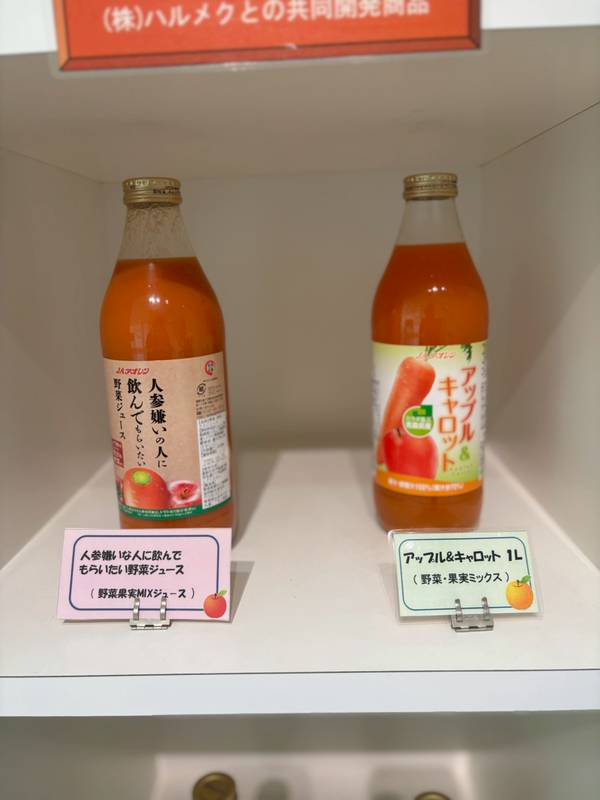 (株)ハルメクとの共同開発商品
JAアオレン
人参嫌いの人に
飲んでもらいたい
野菜ジュース
JAアオレン
アップル&
キャロット
人参嫌いな人に飲んで
もらいたい野菜ジュース
( 野菜果実MIXジュース )
アップル&キャロット 1L
( 野菜・果実ミックス )